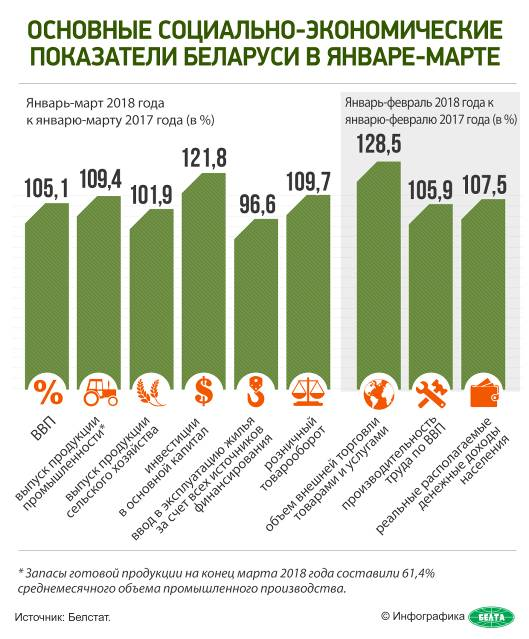 ОСНОВНЫЕ СОЦИАЛЬНО-ЭКОНОМИЧЕСКИЕ
ПОКАЗАТЕЛИ БЕЛАРУСИ В ЯНВАРЕ-МАРТЕ
Январь-март 2018 года
к январю-марту 2017 года (в %)
Январь-февраль 2018 года к
январю-февралю 2017 года (в %)
105,1
109,4
101,9
121,8
96,6
109,7
128,5
105,9
107,5
%
$
ВВП
выпуск продукции
промышленности*
выпуск продукции
сельского хозяйства
инвестиции
в основной капитал
ввод в эксплуатацию жилья
за счет всех источников
финансирования
розничный
товарооборот
объем внешней торговли
товарами и услугами
производительность
труда по ВВП
реальные располагаемые
денежные доходы
населения
* Запасы готовой продукции на конец марта 2018 года составили 61,4%
среднемесячного объема промышленного производства.
Источник: Белстат.
© Инфографика
БЕЛТА